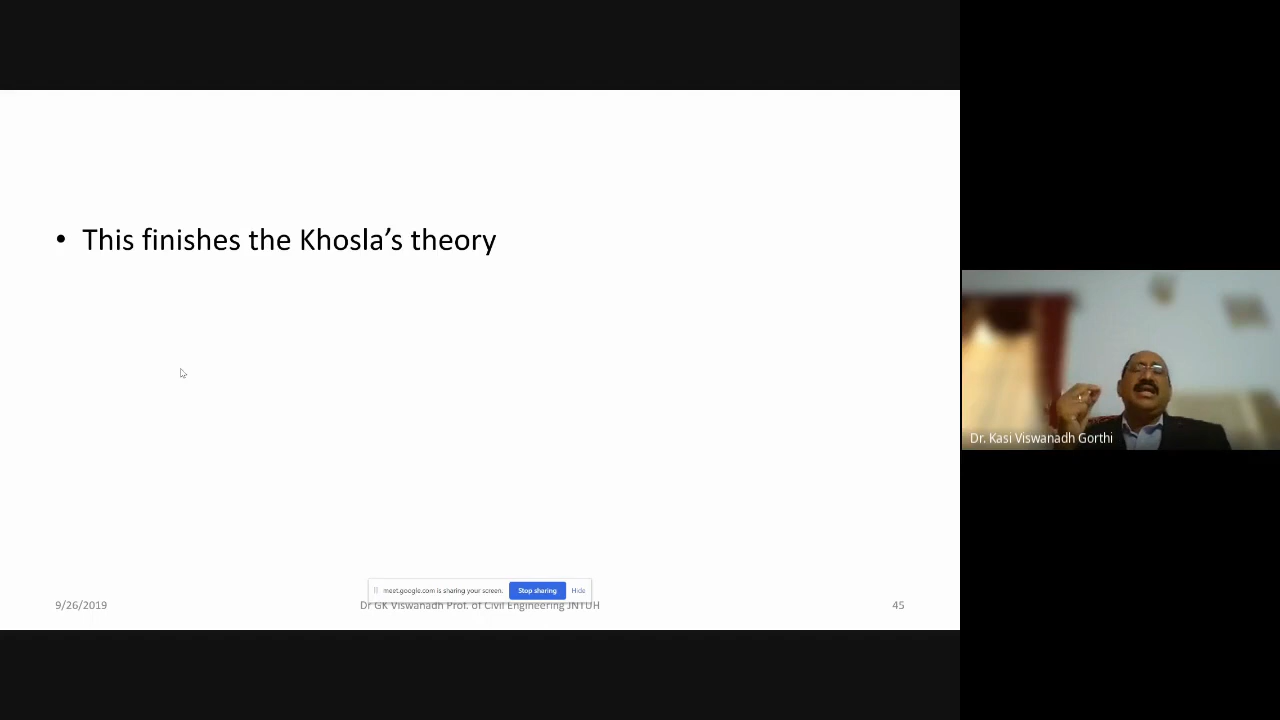 • This finishes the Khosla’s theory
Dr. Kasi Viswanadh Gorthi
meet.google.com is sharing your screen. Stop sharing Hide
9/26/2019 Dr GK Viswanadh Prof. of Civil Engineering JNTUH 45